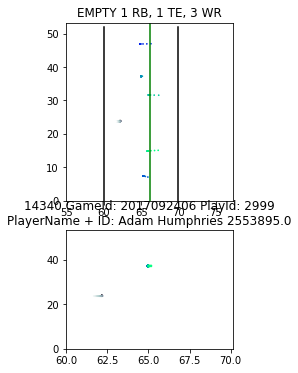 EMPTY 1 RB, 1 TE, 3 WR
50
40
30
20
10
0
55 60 65 70 75
14340 GameId: 2017092406 PlayId: 2999
PlayerName + ID: Adam Humphries 2553895.0
40
20
0
60.0 62.5 65.0 67.5 70.0